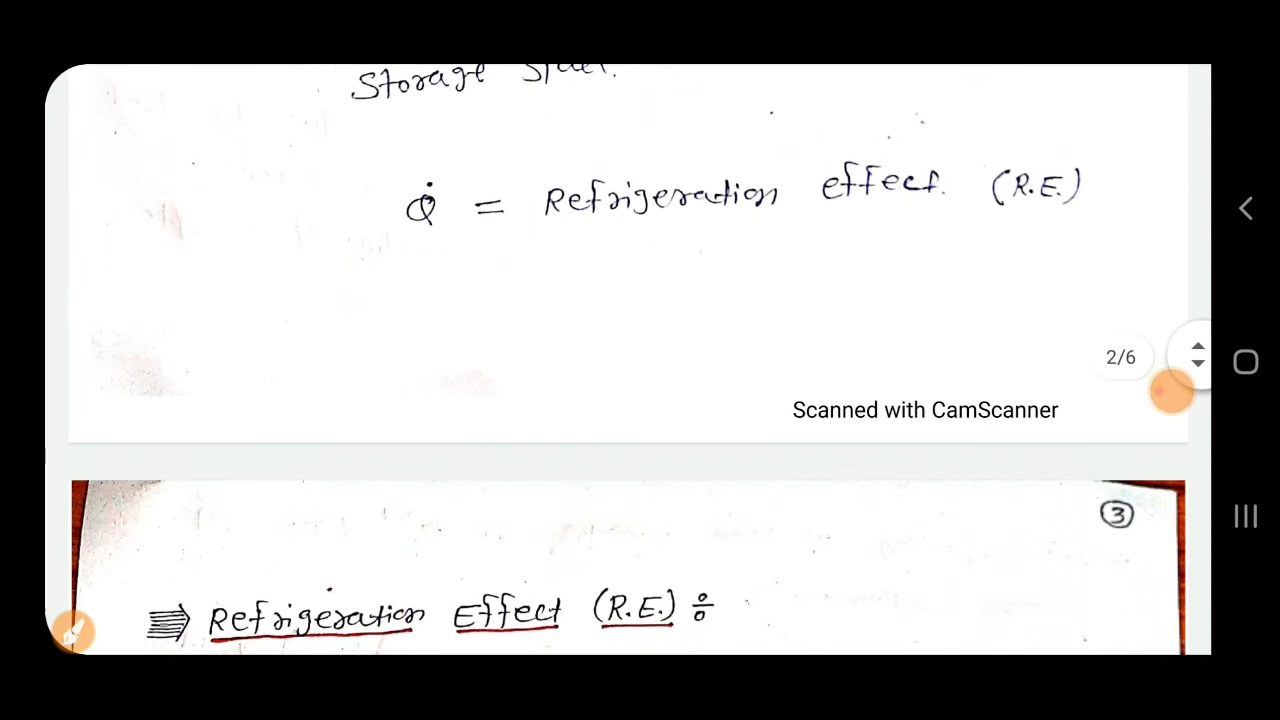 Storage
Q̇ = Refrigeration effect. (R.E.)
2/6
Scanned with CamScanner
3
⇒ Refrigeration Effect (R.E.) ÷